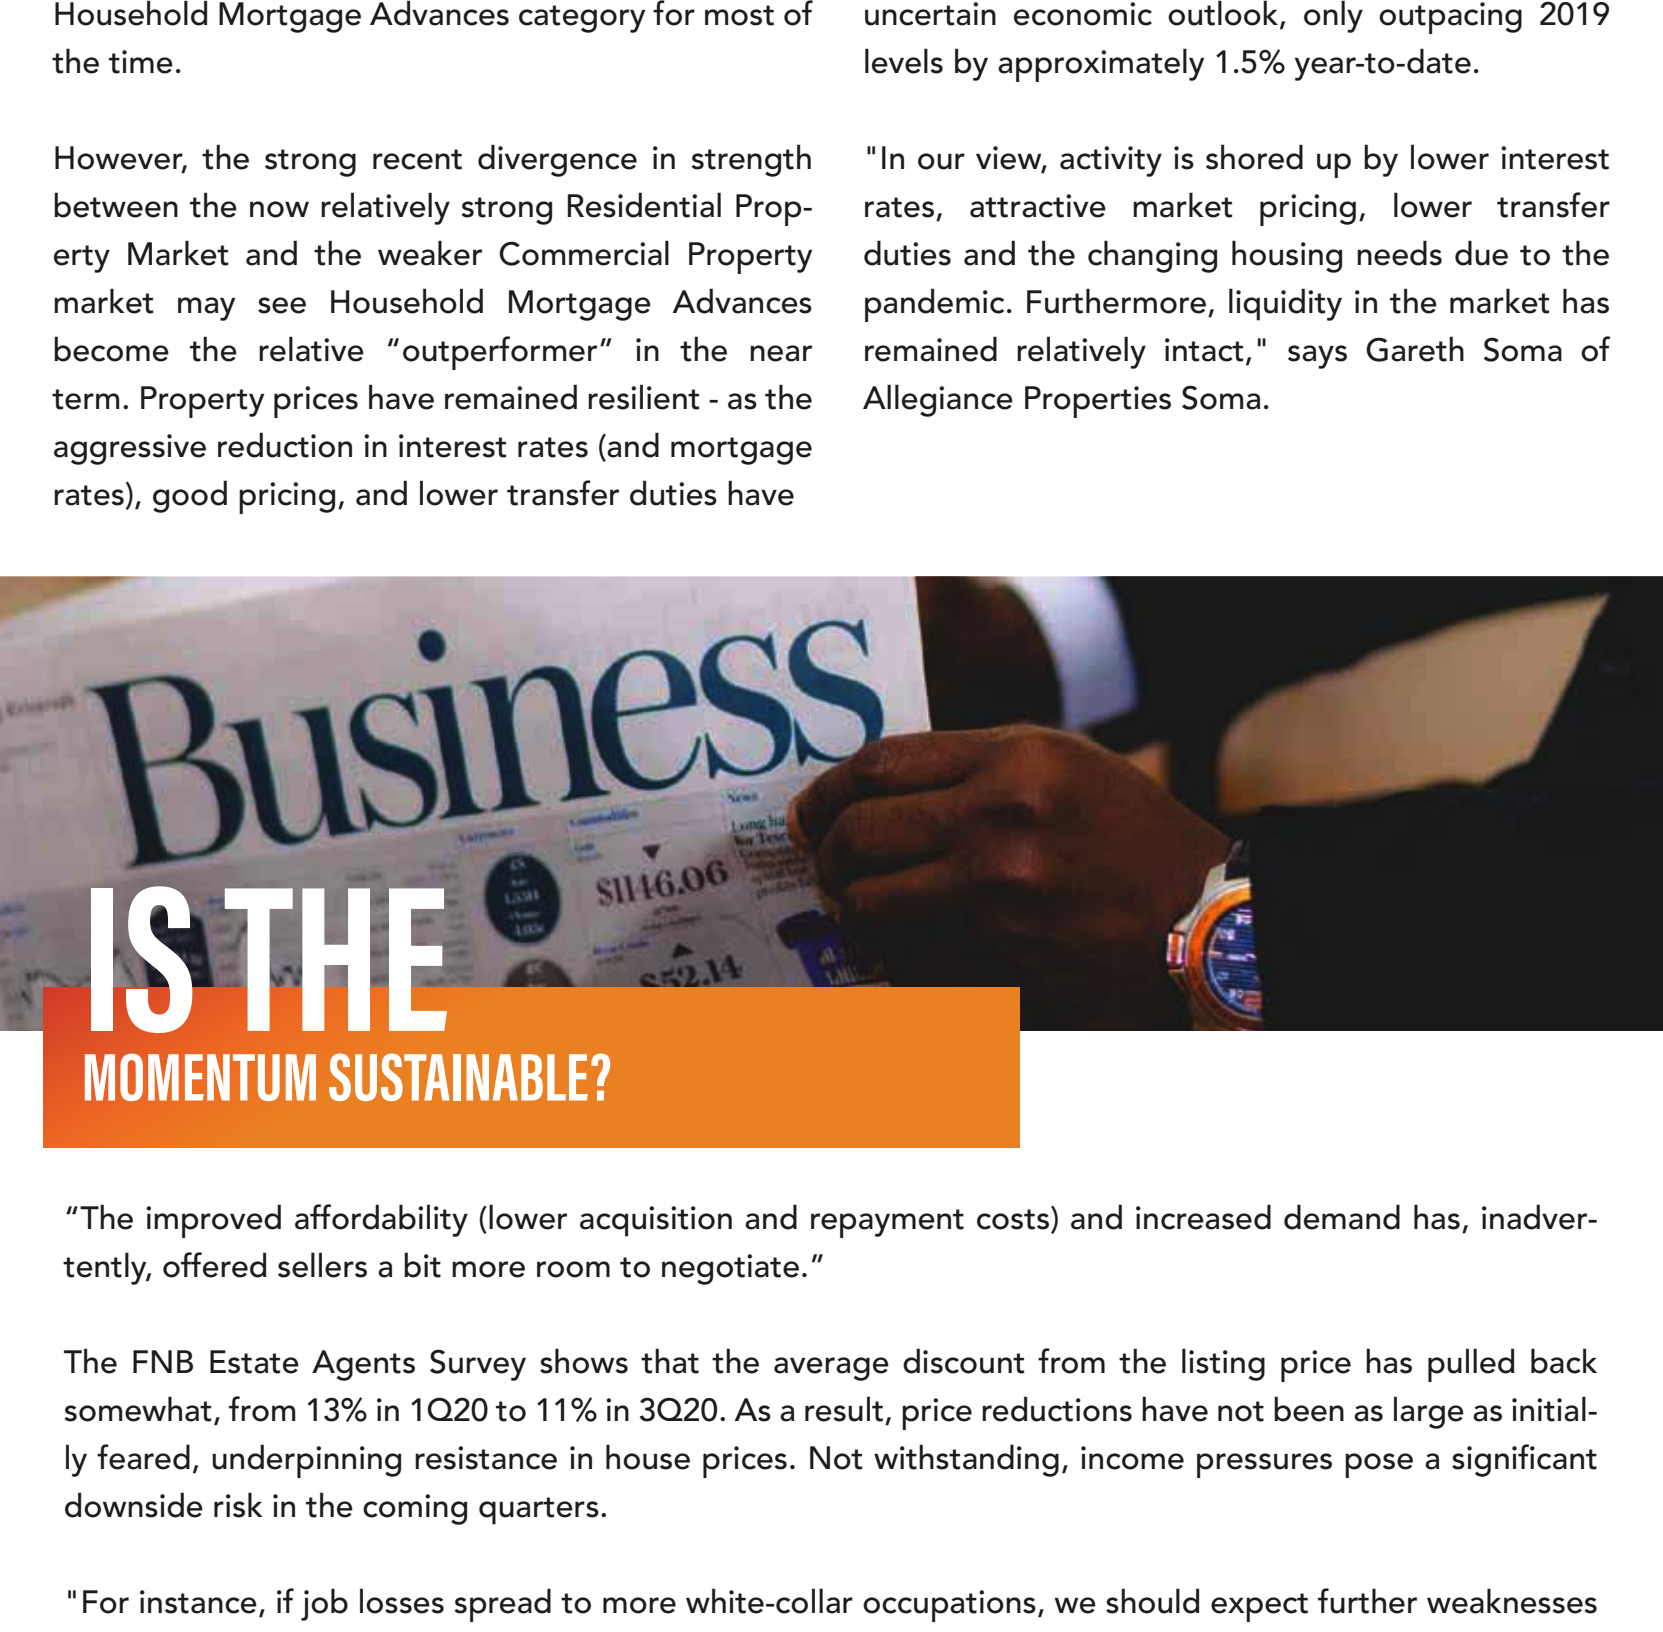 Household Mortgage Advances category for most of
the time.
However, the strong recent divergence in strength
between the now relatively strong Residential Prop-
erty Market and the weaker Commercial Property
market may see Household Mortgage Advances
become the relative “outperformer” in the near
term. Property prices have remained resilient - as the
aggressive reduction in interest rates (and mortgage
rates), good pricing, and lower transfer duties have
uncertain economic outlook, only outpacing 2019
levels by approximately 1.5% year-to-date.
"In our view, activity is shored up by lower interest
rates, attractive market pricing, lower transfer
duties and the changing housing needs due to the
pandemic. Furthermore, liquidity in the market has
remained relatively intact," says Gareth Soma of
Allegiance Properties Soma.
Business
News
Commodities
$1146.06
$52.14
IS THE
MOMENTUM SUSTAINABLE?
“The improved affordability (lower acquisition and repayment costs) and increased demand has, inadver-
tently, offered sellers a bit more room to negotiate.”
The FNB Estate Agents Survey shows that the average discount from the listing price has pulled back
somewhat, from 13% in 1Q20 to 11% in 3Q20. As a result, price reductions have not been as large as initial-
ly feared, underpinning resistance in house prices. Not withstanding, income pressures pose a significant
downside risk in the coming quarters.
"For instance, if job losses spread to more white-collar occupations, we should expect further weaknesses